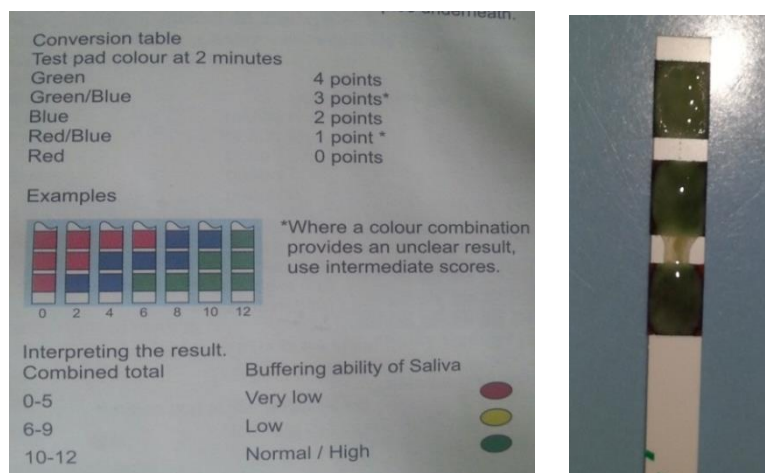 underneath.
Conversion table
Test pad colour at 2 minutes
Green 4 points
Green/Blue 3 points*
Blue 2 points
Red/Blue 1 point *
Red 0 points
Examples
*Where a colour combination
provides an unclear result,
use intermediate scores.
0 2 4 6 8 10 12
Interpreting the result.
Combined total Buffering ability of Saliva
0-5 Very low
6-9 Low
10-12 Normal / High